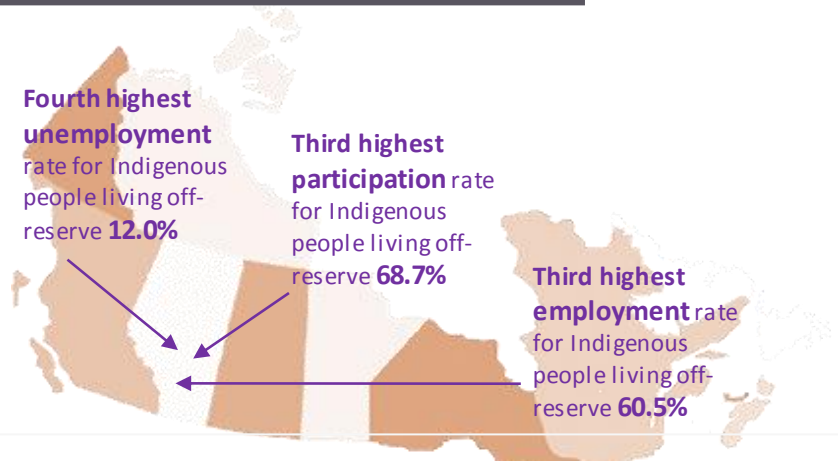 Fourth highest
unemployment
rate for Indigenous
people living off-
reserve 12.0%
Third highest
participation rate
for Indigenous
people living off-
reserve 68.7%
Third highest
employment rate
for Indigenous
people living off-
reserve 60.5%